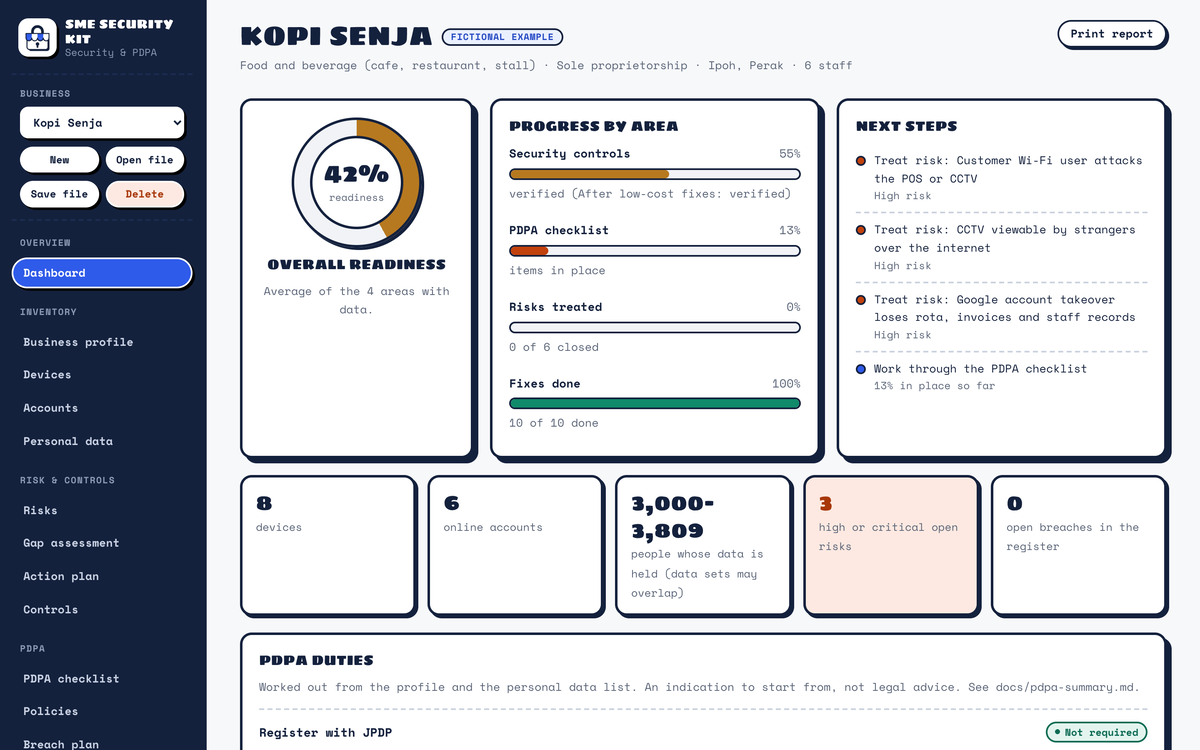 SME SECURITY
KIT
Security & PDPA
BUSINESS
Kopi Senja
New
Open file
Save file
Delete
OVERVIEW
Dashboard
INVENTORY
Business profile
Devices
Accounts
Personal data
RISK & CONTROLS
Risks
Gap assessment
Action plan
Controls
PDPA
PDPA checklist
Policies
Breach plan
KOPI SENJA
FICTIONAL EXAMPLE
Print report
Food and beverage (cafe, restaurant, stall) · Sole proprietorship · Ipoh, Perak · 6 staff
42%
readiness
OVERALL READINESS
Average of the 4 areas with
data.
PROGRESS BY AREA
Security controls 55%
verified (After low-cost fixes: verified)
PDPA checklist 13%
items in place
Risks treated 0%
0 of 6 closed
Fixes done 100%
10 of 10 done
NEXT STEPS
Treat risk: Customer Wi-Fi user attacks
the POS or CCTV
High risk
Treat risk: CCTV viewable by strangers
over the internet
High risk
Treat risk: Google account takeover
loses rota, invoices and staff records
High risk
Work through the PDPA checklist
13% in place so far
8
devices
6
online accounts
3,000-
3,809
people whose data is
held (data sets may
overlap)
3
high or critical open
risks
0
open breaches in the
register
PDPA DUTIES
Worked out from the profile and the personal data list. An indication to start from, not legal advice. See docs/pdpa-summary.md.
Register with JPDP
Not required